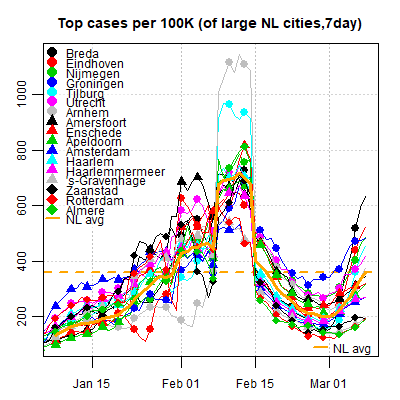 Top cases per 100K (of large NL cities,7day)
Breda
Eindhoven
Nijmegen
Groningen
Tilburg
Utrecht
Arnhem
Amersfoort
Enschede
Apeldoorn
Amsterdam
Haarlem
Haarlemmermeer
's-Gravenhage
Zaanstad
Rotterdam
Almere
NL avg
1000
800
600
400
200
NL avg
Jan 15 Feb 01 Feb 15 Mar 01